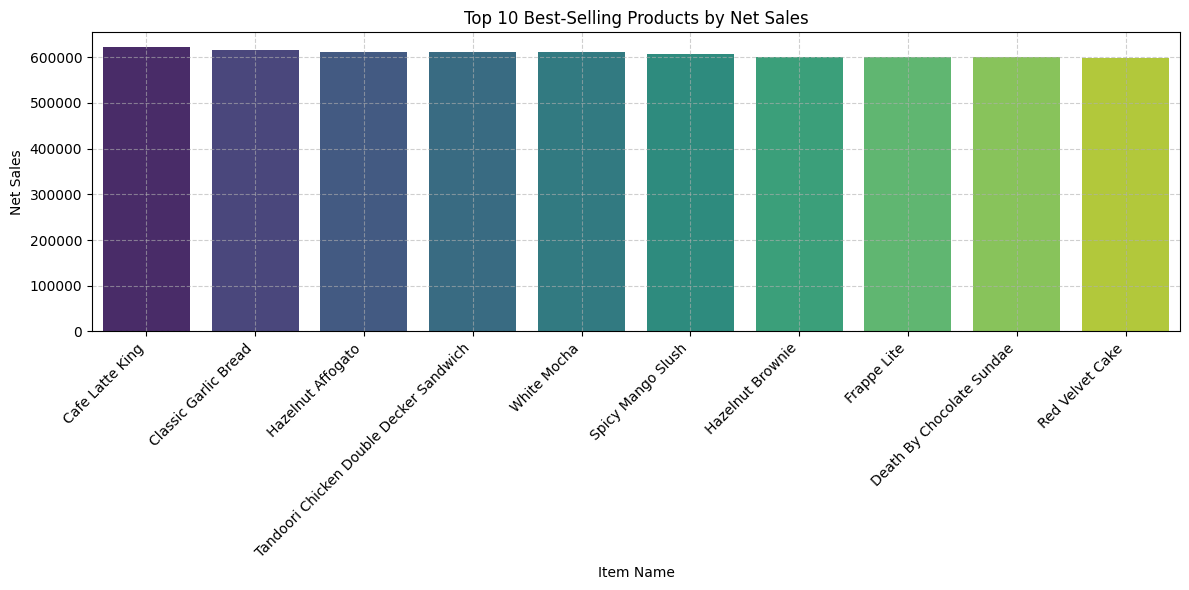 Top 10 Best-Selling Products by Net Sales
Net Sales
600000
500000
400000
300000
200000
100000
0
Cafe Latte King
Classic Garlic Bread
Hazelnut Affogato
Tandoori Chicken Double Decker Sandwich
White Mocha
Spicy Mango Slush
Hazelnut Brownie
Frappe Lite
Death By Chocolate Sundae
Red Velvet Cake
Item Name